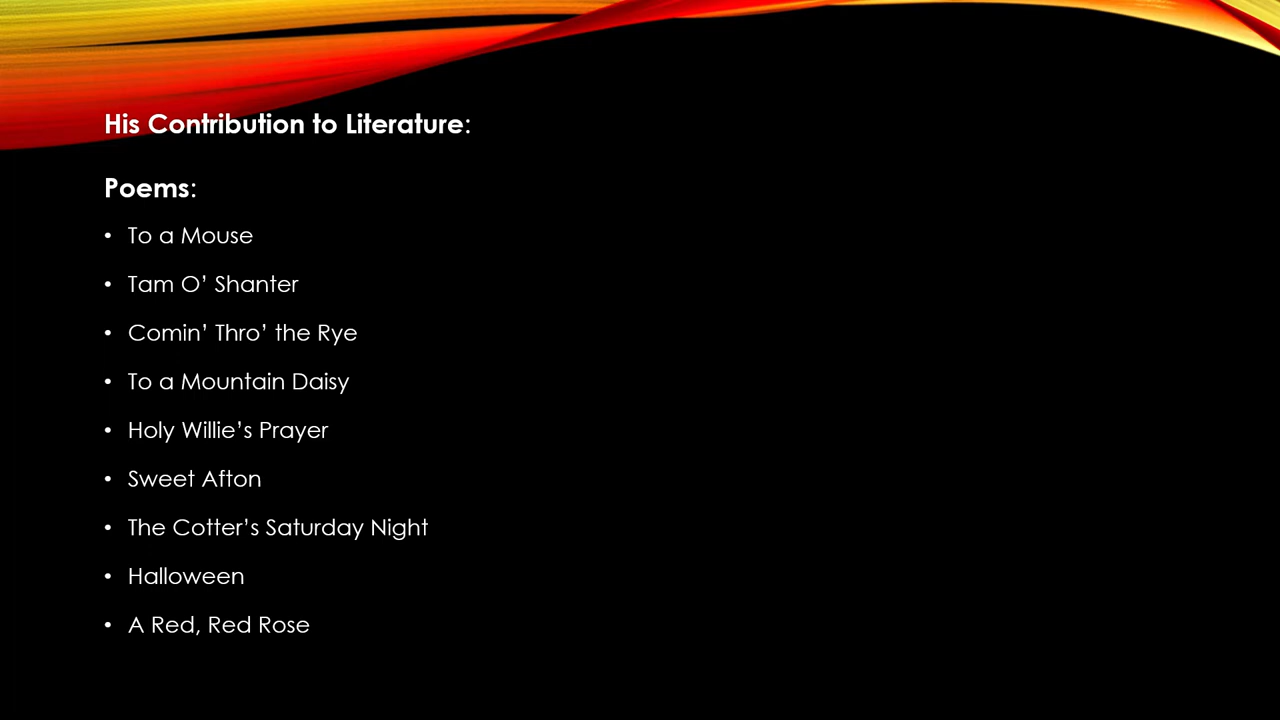 His Contribution to Literature:
Poems:
• To a Mouse
• Tam O’ Shanter
• Comin’ Thro’ the Rye
• To a Mountain Daisy
• Holy Willie’s Prayer
• Sweet Afton
• The Cotter’s Saturday Night
• Halloween
• A Red, Red Rose